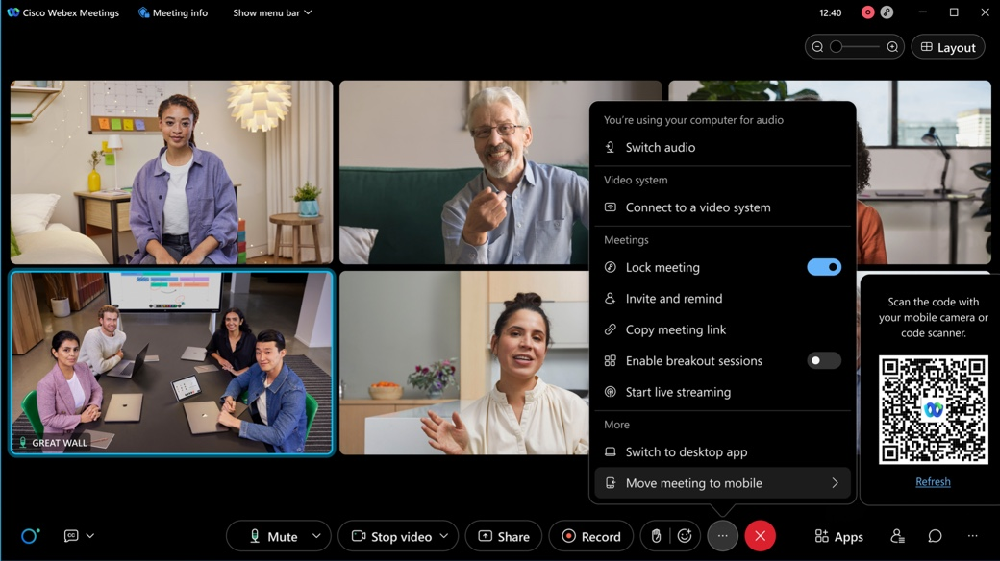 Cisco Webex Meetings
Meeting info
Show menu bar
12:40
Layout
You're using your computer for audio
Switch audio
Video system
Connect to a video system
Meetings
Lock meeting
Invite and remind
Copy meeting link
Enable breakout sessions
Start live streaming
More
Switch to desktop app
Move meeting to mobile
Scan the code with
your mobile camera or
code scanner.
Refresh
GREAT WALL
CC
Mute
Stop video
Share
Record
Apps